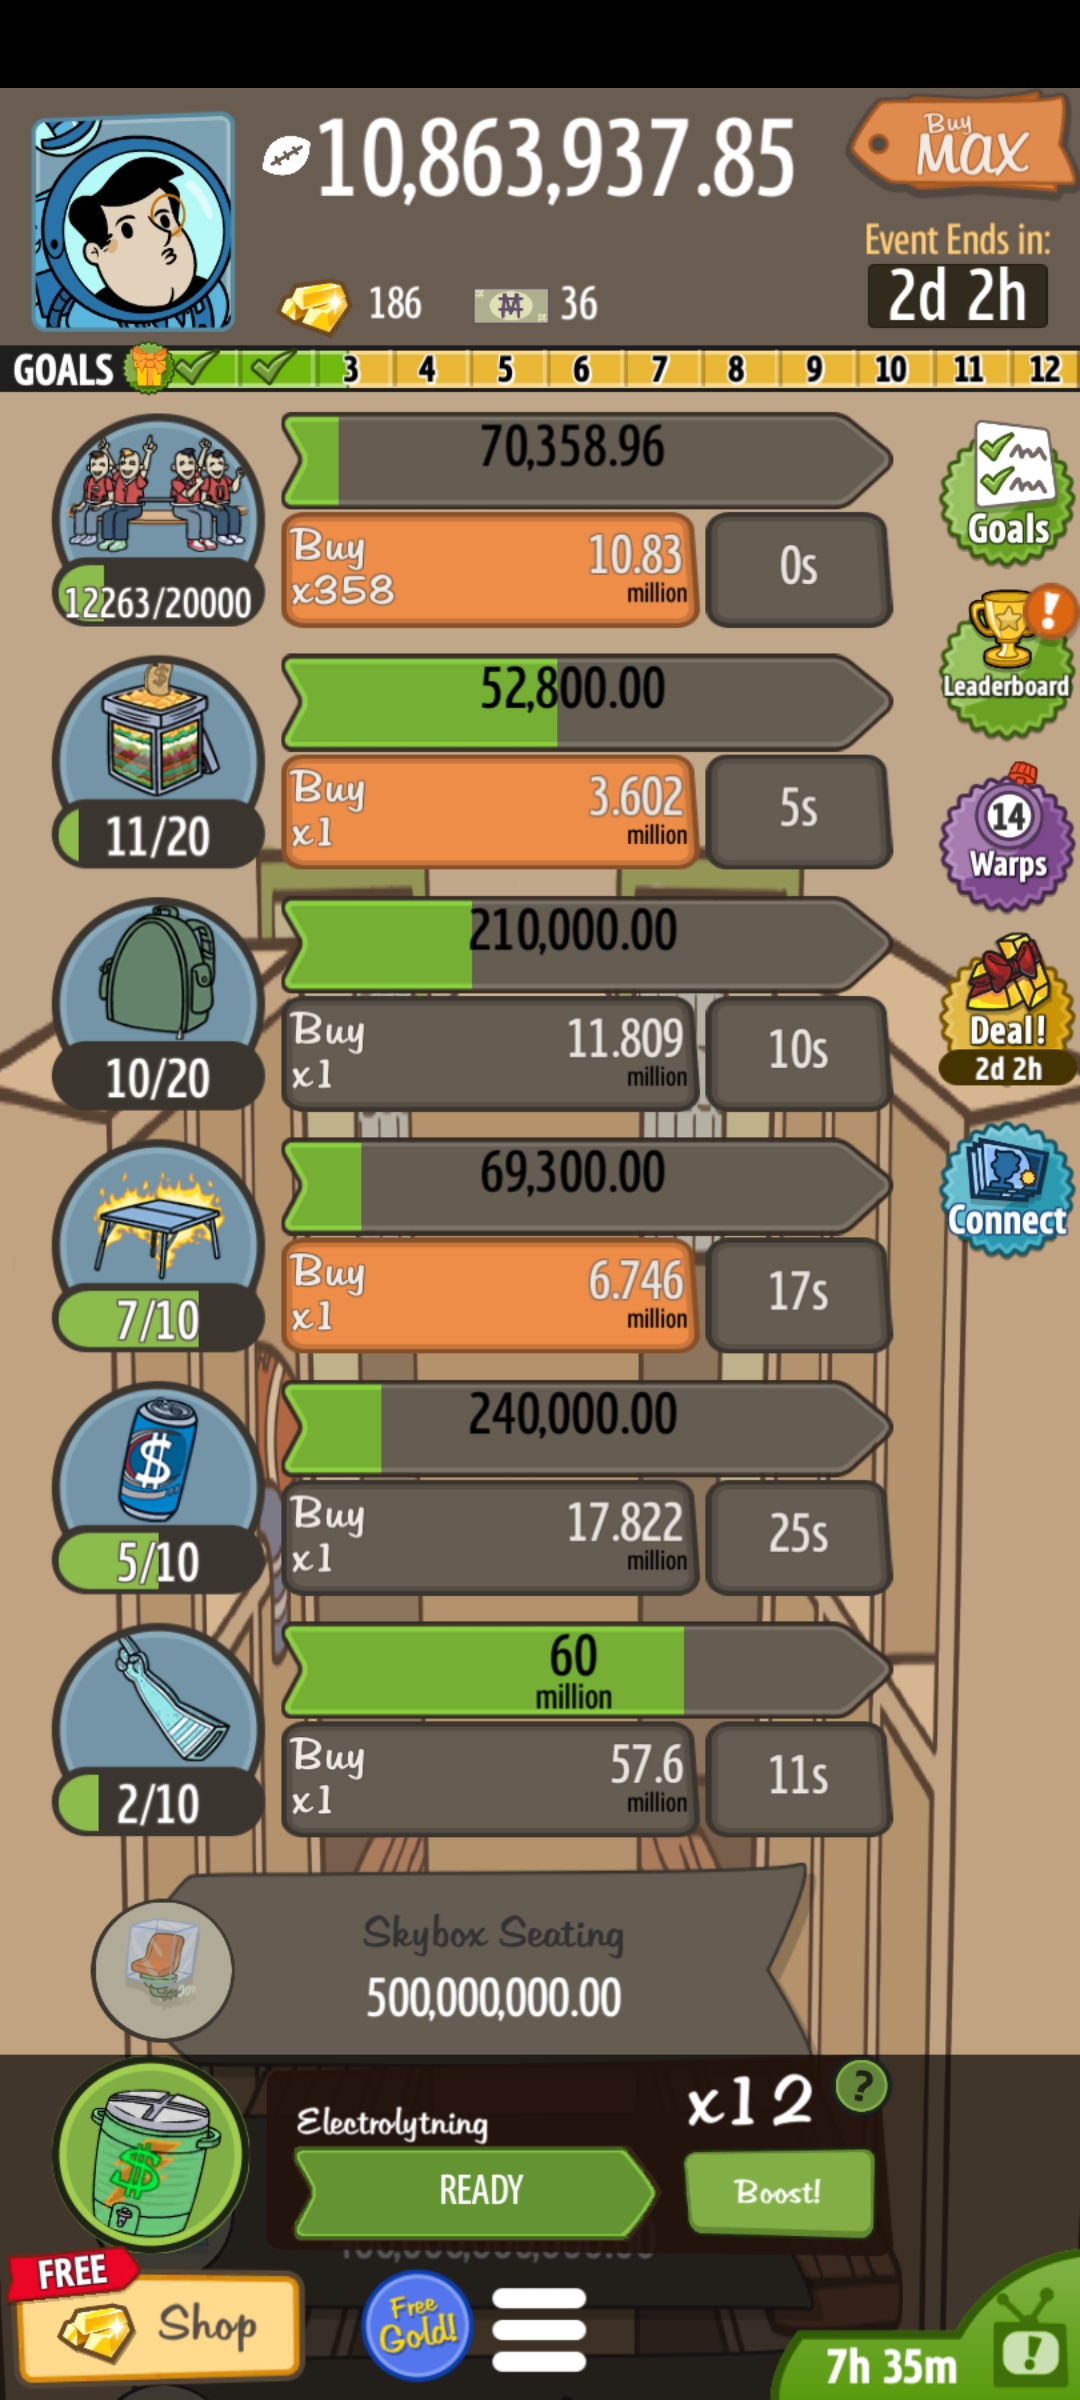 10,863,937.85
Buy
MAX
Event Ends in:
2d 2h
186
36
GOALS 3 4 5 6 7 8 9 10 11 12
70,358.96
Buy
x358
10.83
million
0s
12263/20000
Goals
52,800.00
Buy
x1
3.602
million
5s
11/20
Leaderboard
210,000.00
Buy
x1
11.809
million
10s
10/20
14
Warps
Deal!
2d 2h
69,300.00
Buy
x1
6.746
million
17s
7/10
Connect
240,000.00
Buy
x1
17.822
million
25s
5/10
60
million
Buy
x1
57.6
million
11s
2/10
Skybox Seating
500,000,000.00
Electrolytning
x12
?
READY
Boost!
FREE
Shop
Free
Gold!
7h 35m